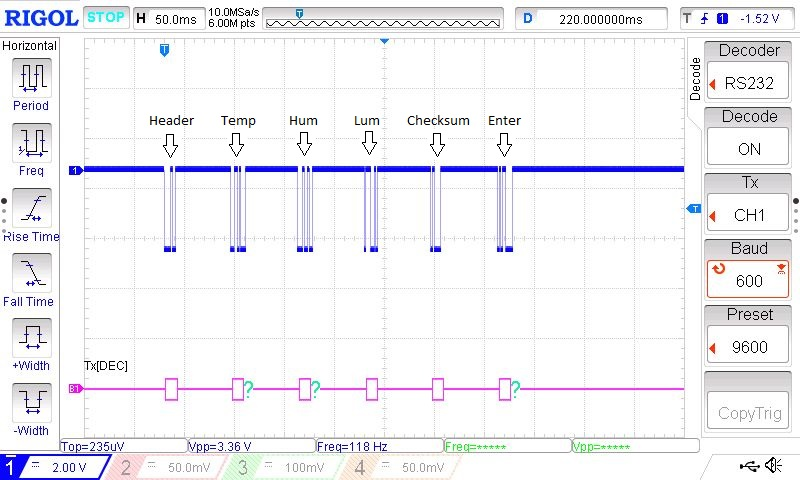 RIGOL STOP H 50.0ms 10.0MSa/s 6.00M pts T D 220.000000ms T 1 -1.52 V
Horizontal
Period
Freq
Rise Time
Fall Time
+Width
-Width
T
Header Temp Hum Lum Checksum Enter
1
T
Tx[DEC]
B1 ? ? ?
Top=235uV Vpp=3.36 V Freq=118 Hz Freq=***** Vpp=*****
1 = 2.00 V 2 = 50.0mV 3 = 100mV 4 = 50.0mV
Decode
Decoder
RS232
Decode
ON
Tx
CH1
Baud
600
Preset
9600
CopyTrig